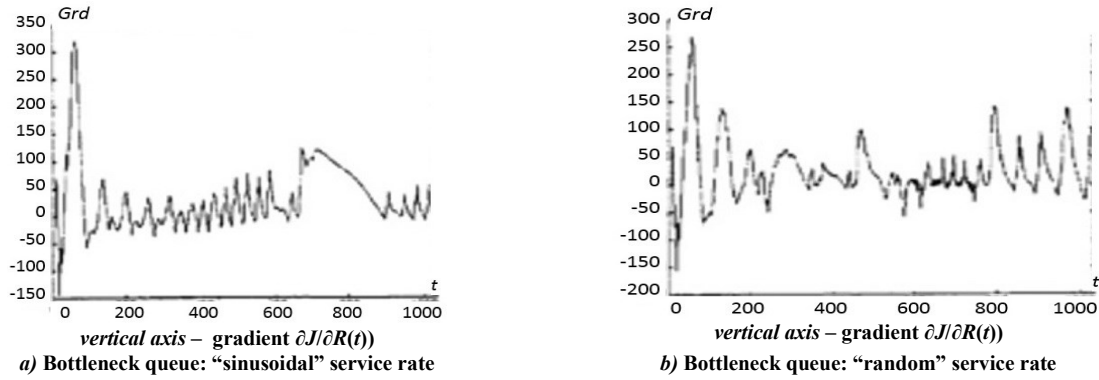 Grd
350
300
250
200
150
100
50
0
-50
-100
-150
0 200 400 600 800 1000
t
vertical axis – gradient ∂J/∂R(t))
a) Bottleneck queue: “sinusoidal” service rate
Grd
300
250
200
150
100
50
0
-50
-100
-150
-200
0 200 400 600 800 1000
t
vertical axis – gradient ∂J/∂R(t))
b) Bottleneck queue: “random” service rate